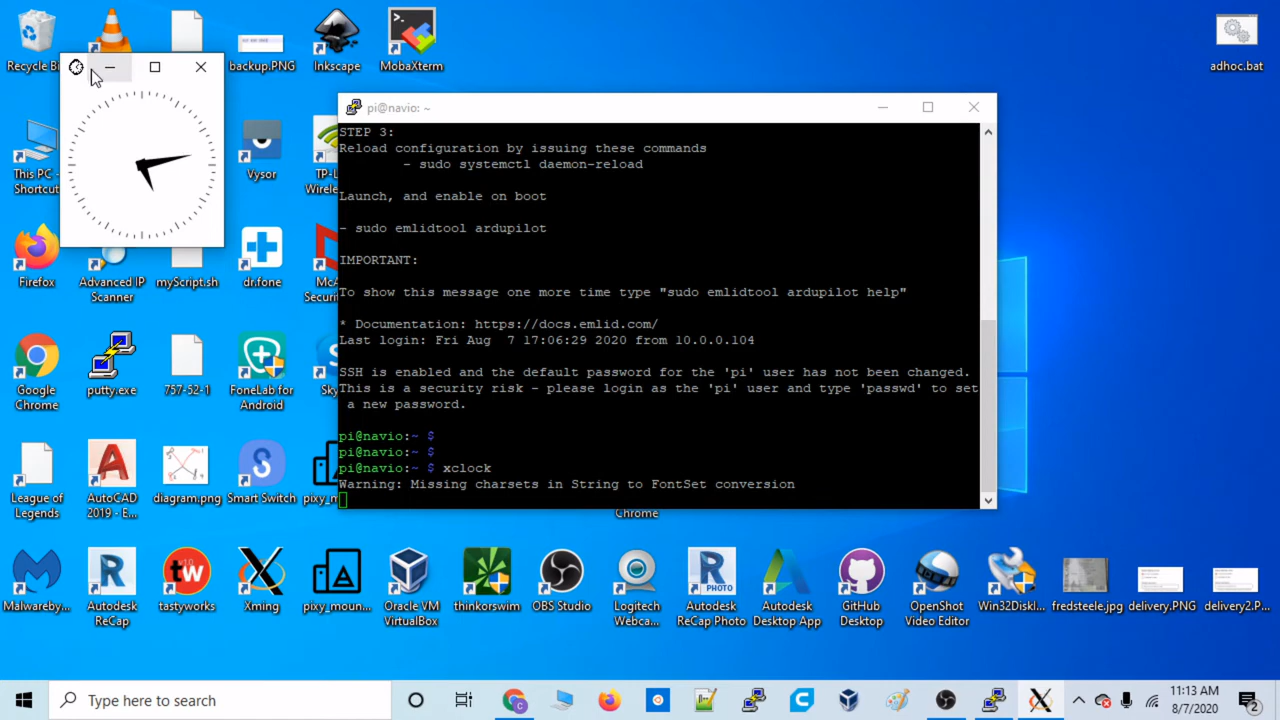 Recycle Bi
backup.PNG
Inkscape
MobaXterm
adhoc.bat
This PC -
Shortcut
Vysor
TP-L
Wirele
Firefox
Advanced IP
Scanner
myScript.sh
dr.fone
McA
Securi
Google
Chrome
putty.exe
757-52-1
FoneLab for
Android
Sky
League of
Legends
AutoCAD
2019 - E...
diagram.png
Smart Switch
pixy_m
Chrome
pi@navio: ~
STEP 3:
Reload configuration by issuing these commands
- sudo systemctl daemon-reload
Launch, and enable on boot
- sudo emlidtool ardupilot
IMPORTANT:
To show this message one more time type "sudo emlidtool ardupilot help"
* Documentation: https://docs.emlid.com/
Last login: Fri Aug  7 17:06:29 2020 from 10.0.0.104
SSH is enabled and the default password for the 'pi' user has not been changed.
This is a security risk - please login as the 'pi' user and type 'passwd' to set
a new password.
pi@navio:~ $
pi@navio:~ $
pi@navio:~ $ xclock
Warning: Missing charsets in String to FontSet conversion
Malwareby...
Autodesk
ReCap
tw
tastyworks
Xming
pixy_moun...
Oracle VM
VirtualBox
thinkorswim
OBS Studio
Logitech
Webca...
PHOTO
Autodesk
ReCap Photo
Autodesk
Desktop App
GitHub
Desktop
OpenShot
Video Editor
Win32Diskl...
fredsteele.jpg
delivery.PNG
delivery2.P...
Type here to search
11:13 AM
8/7/2020
2